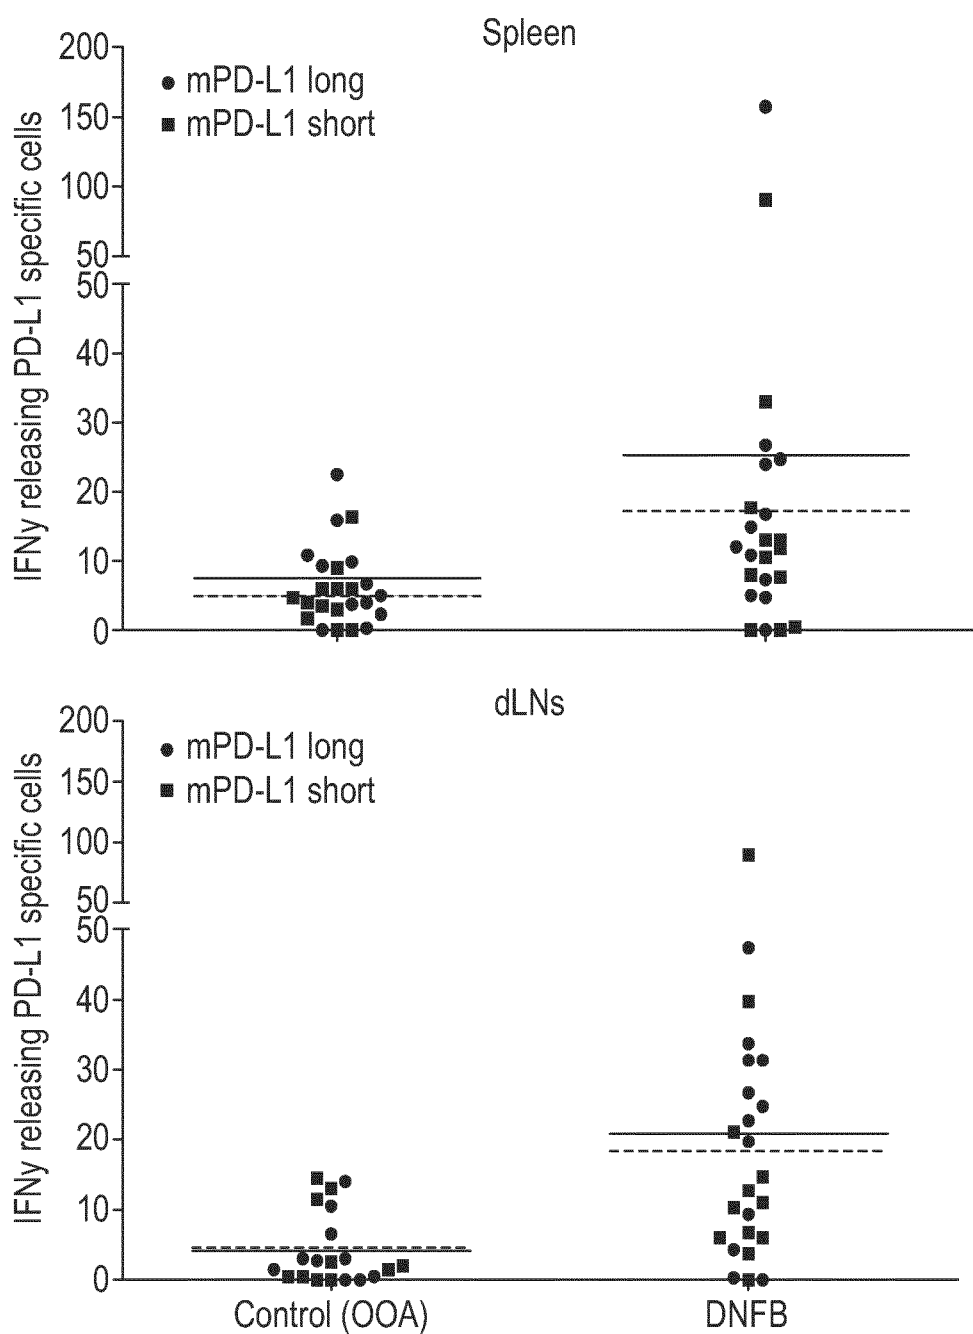 Spleen
200
150
100
50
50
40
30
20
10
0
mPD-L1 long
mPD-L1 short
IFNy releasing PD-L1 specific cells
dLNs
200
150
100
50
50
40
30
20
10
0
mPD-L1 long
mPD-L1 short
IFNy releasing PD-L1 specific cells
Control (OOA) DNFB